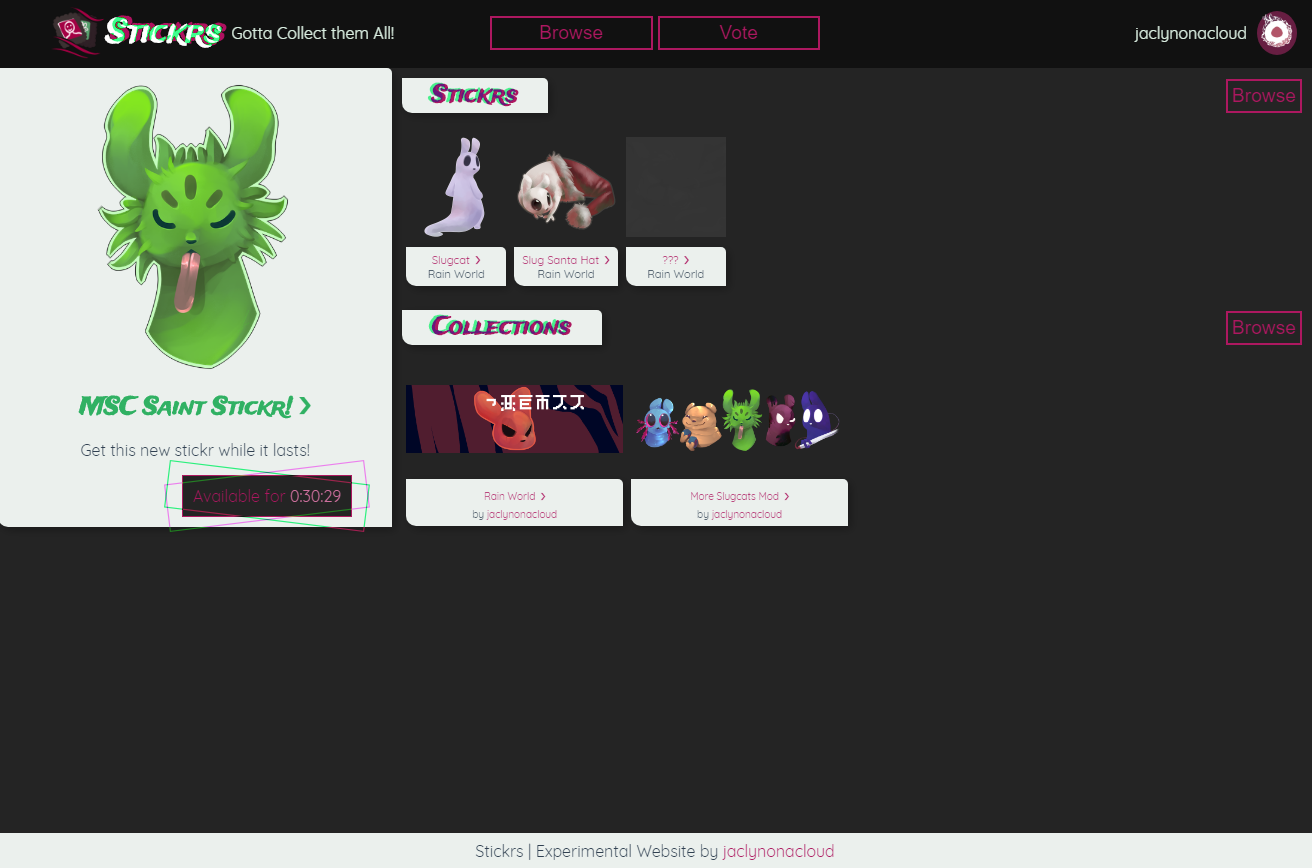 Stickrs Gotta Collect them All!
Browse
Vote
jaclynonacloud
MSC Saint Stickr!
Get this new stickr while it lasts!
Available for 0:30:29
Stickrs
Browse
Slugcat
Rain World
Slug Santa Hat
Rain World
???
Rain World
Collections
Browse
Rain World
by jaclynonacloud
More Slugcats Mod
by jaclynonacloud
Stickrs | Experimental Website by jaclynonacloud